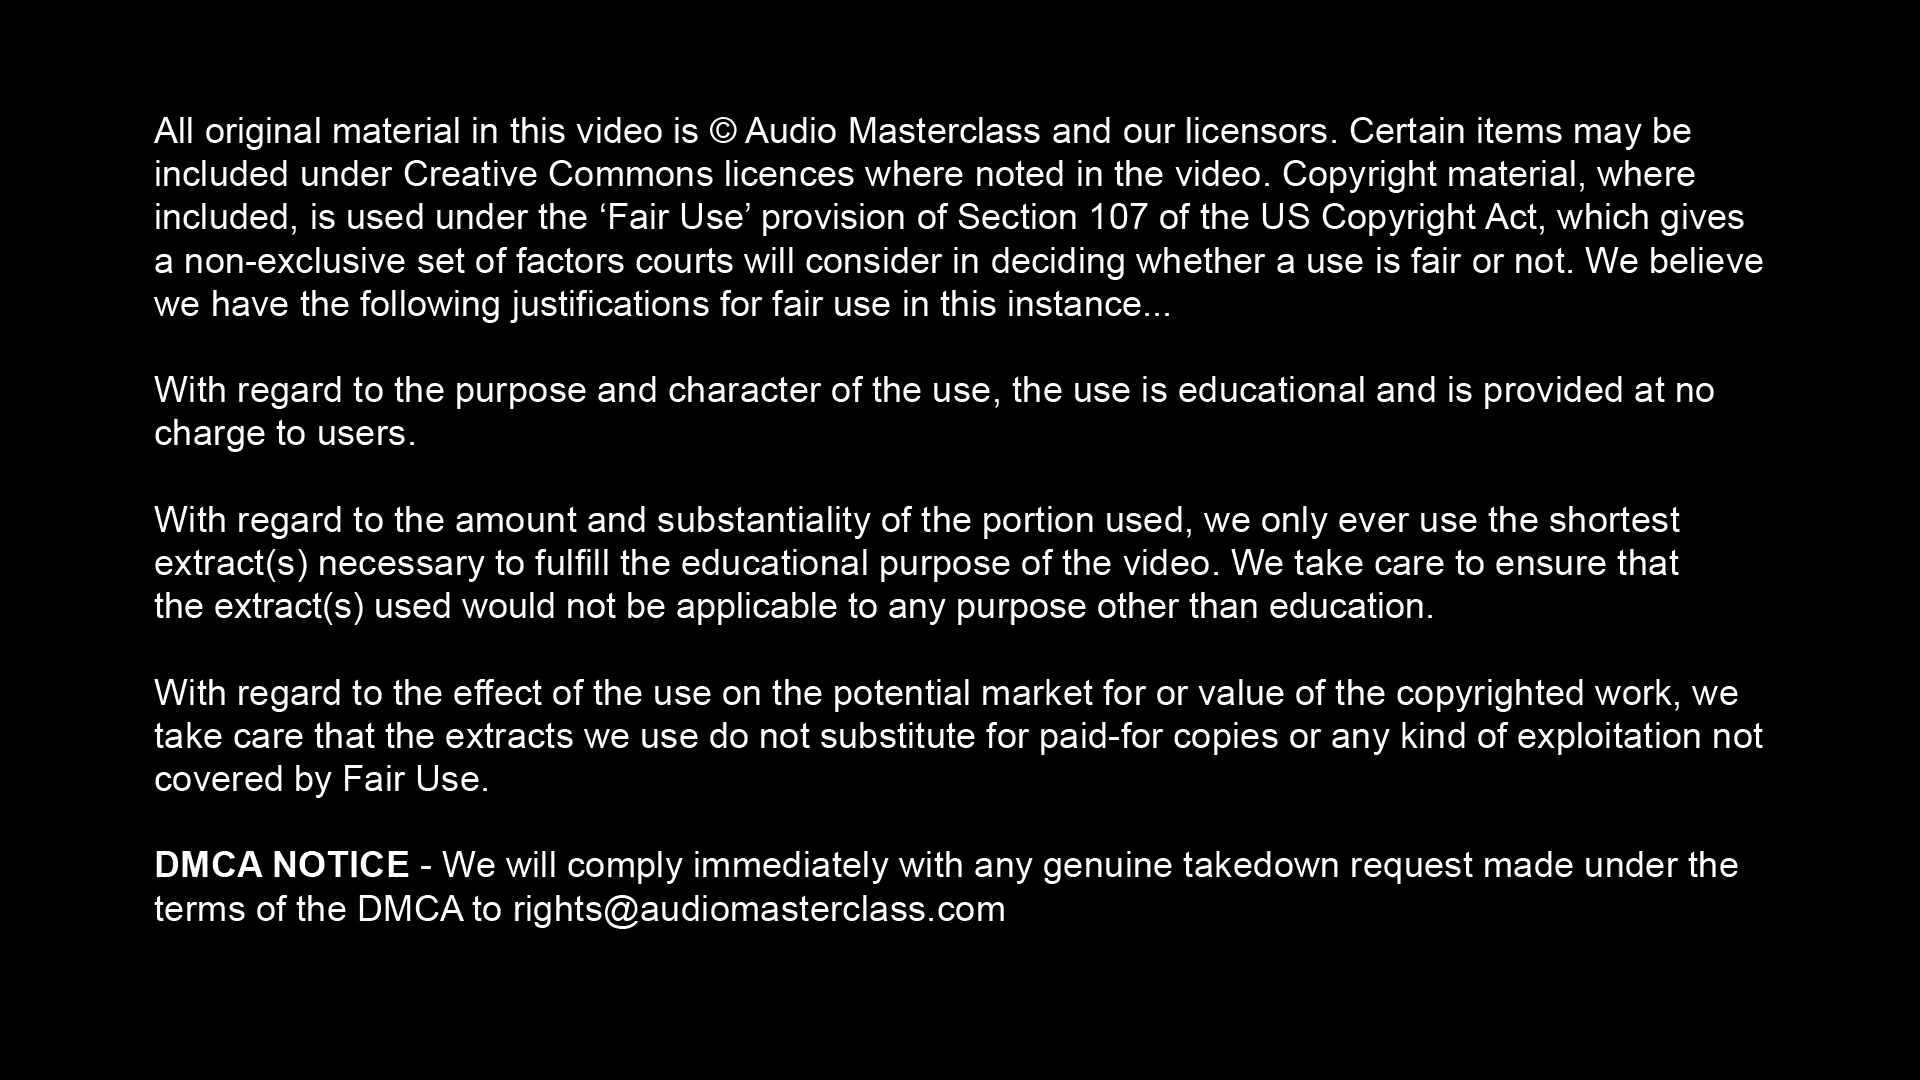 All original material in this video is © Audio Masterclass and our licensors. Certain items may be
included under Creative Commons licences where noted in the video. Copyright material, where
included, is used under the ‘Fair Use’ provision of Section 107 of the US Copyright Act, which gives
a non-exclusive set of factors courts will consider in deciding whether a use is fair or not. We believe
we have the following justifications for fair use in this instance...
With regard to the purpose and character of the use, the use is educational and is provided at no
charge to users.
With regard to the amount and substantiality of the portion used, we only ever use the shortest
extract(s) necessary to fulfill the educational purpose of the video. We take care to ensure that
the extract(s) used would not be applicable to any purpose other than education.
With regard to the effect of the use on the potential market for or value of the copyrighted work, we
take care that the extracts we use do not substitute for paid-for copies or any kind of exploitation not
covered by Fair Use.
DMCA NOTICE - We will comply immediately with any genuine takedown request made under the
terms of the DMCA to rights@audiomasterclass.com